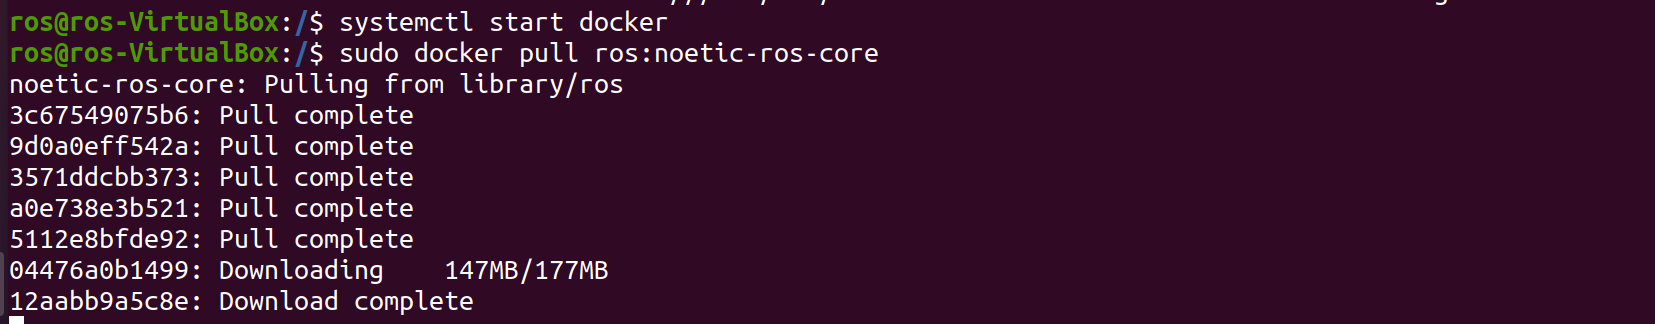 ros@ros-VirtualBox:/$ systemctl start docker
ros@ros-VirtualBox:/$ sudo docker pull ros:noetic-ros-core
noetic-ros-core: Pulling from library/ros
3c67549075b6: Pull complete
9d0a0eff542a: Pull complete
3571ddcbb373: Pull complete
a0e738e3b521: Pull complete
5112e8bfde92: Pull complete
04476a0b1499: Downloading    147MB/177MB
12aabb9a5c8e: Download complete